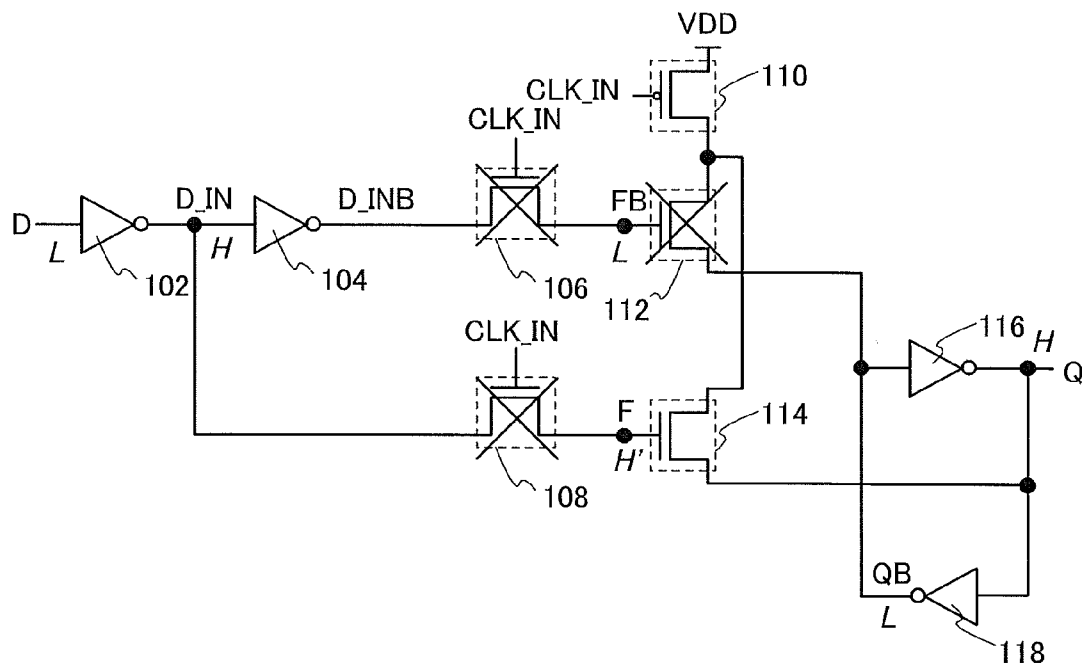 VDD
110
CLK_IN
CLK_IN
D_IN
D_INB
FB
D
L
H
L
102
104
106
112
CLK_IN
116
H
Q
F
114
H'
108
QB
L
118